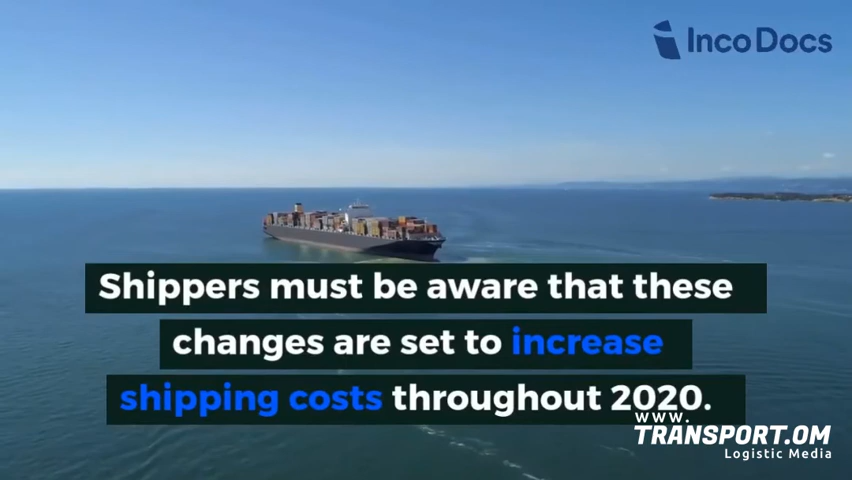 IncoDocs
Shippers must be aware that these
changes are set to increase
shipping costs throughout 2020.
www.
TRANSPORT.OM
Logistic Media